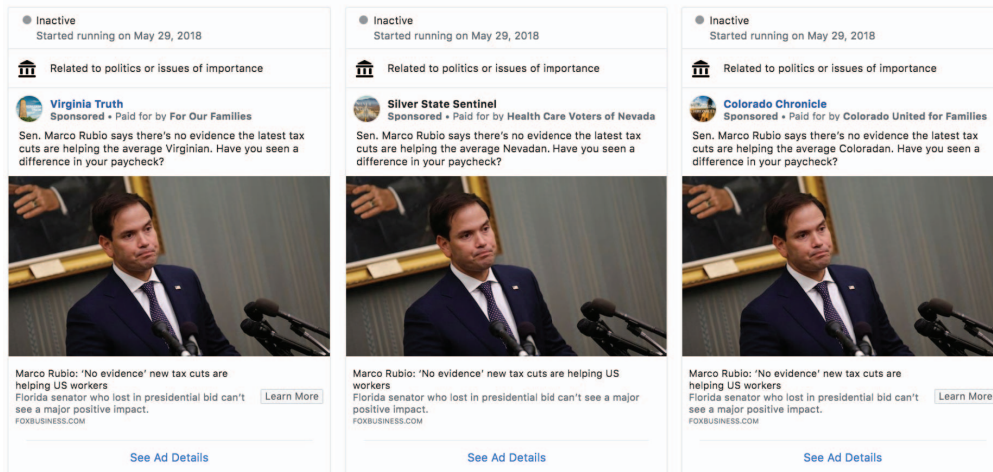 Inactive
Started running on May 29, 2018
Related to politics or issues of importance
Virginia Truth
Sponsored • Paid for by For Our Families
Sen. Marco Rubio says there's no evidence the latest tax
cuts are helping the average Virginian. Have you seen a
difference in your paycheck?
Marco Rubio: 'No evidence' new tax cuts are
helping US workers
Florida senator who lost in presidential bid can't
see a major positive impact.
FOXBUSINESS.COM
Learn More
See Ad Details
Inactive
Started running on May 29, 2018
Related to politics or issues of importance
Silver State Sentinel
Sponsored • Paid for by Health Care Voters of Nevada
Sen. Marco Rubio says there's no evidence the latest tax
cuts are helping the average Nevadan. Have you seen a
difference in your paycheck?
Marco Rubio: 'No evidence' new tax cuts are helping US
workers
Florida senator who lost in presidential bid can't see a major
positive impact.
FOXBUSINESS.COM
See Ad Details
Inactive
Started running on May 29, 2018
Related to politics or issues of importance
Colorado Chronicle
Sponsored • Paid for by Colorado United for Families
Sen. Marco Rubio says there's no evidence the latest tax
cuts are helping the average Coloradan. Have you seen a
difference in your paycheck?
Marco Rubio: 'No evidence' new tax cuts are
helping US workers
Florida senator who lost in presidential bid can't
see a major positive impact.
FOXBUSINESS.COM
Learn More
See Ad Details